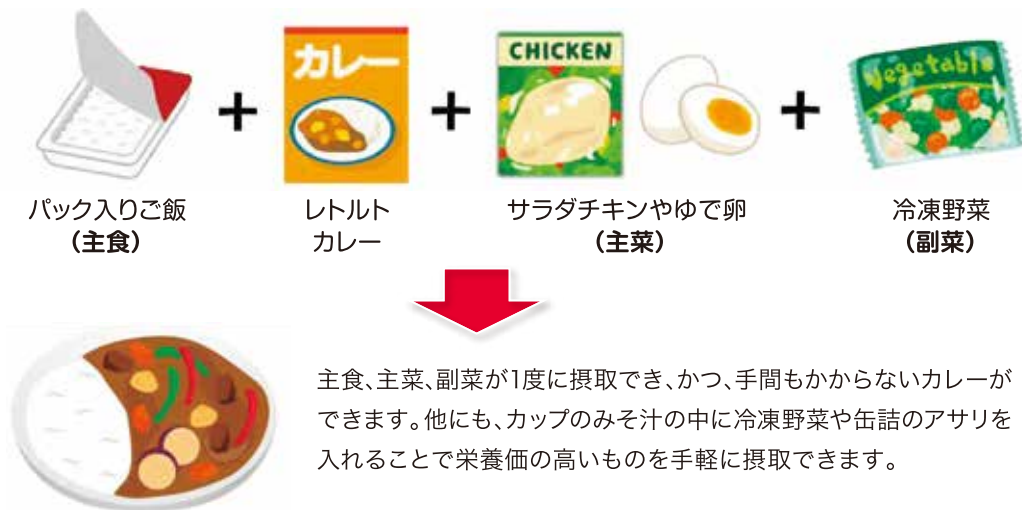 カレー
CHICKEN
Vegetable
+
+
+
パック入りご飯
(主食)
レトルト
カレー
サラダチキンやゆで卵
(主菜)
冷凍野菜
(副菜)
主食、主菜、副菜が1度に摂取でき、かつ、手間もかからないカレーが
できます。他にも、カップのみそ汁の中に冷凍野菜や缶詰のアサリを
入れることで栄養価の高いものを手軽に摂取できます。